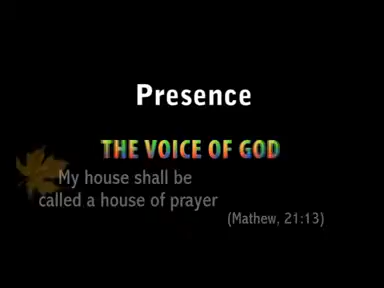 Presence
THE VOICE OF GOD
My house shall be
called a house of prayer
(Mathew, 21:13)